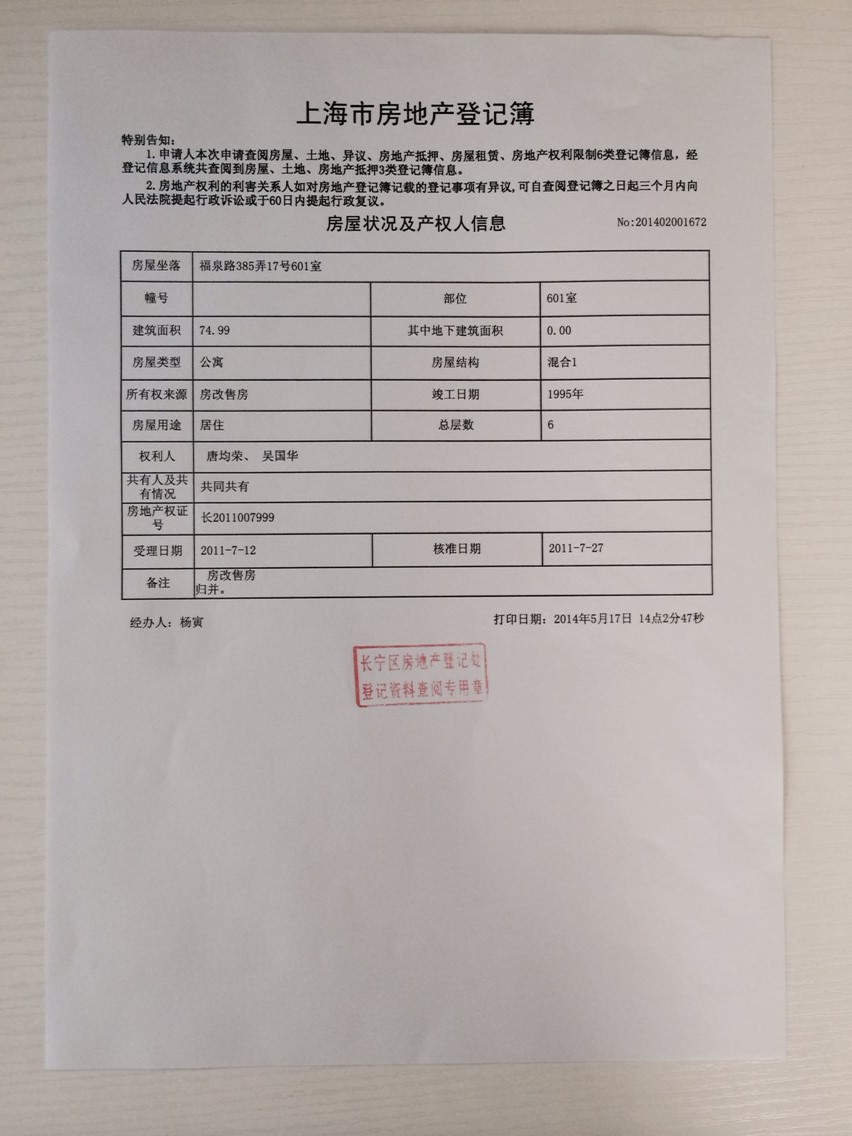 上海市房地产登记簿
特别告知：
1.申请人本次申请查阅房屋、土地、异议、房地产抵押、房屋租赁、房地产权利限制6类登记簿信息，经
登记信息系统共查阅到房屋、土地、房地产抵押3类登记簿信息。
2.房地产权利的利害关系人如对房地产登记簿记载的登记事项有异议,可自查阅登记簿之日起三个月内向
人民法院提起行政诉讼或于60日内提起行政复议。
房屋状况及产权人信息 No:201402001672
房屋坐落 福泉路385弄17号601室
幢号 部位 601室
建筑面积 74.99 其中地下建筑面积 0.00
房屋类型 公寓 房屋结构 混合1
所有权来源 房改售房 竣工日期 1995年
房屋用途 居住 总层数 6
权利人 唐均荣、 吴国华
共有人及共
有情况 共同共有
房地产权证
号 长2011007999
受理日期 2011-7-12 核准日期 2011-7-27
备注 房改售房
归并。
经办人：杨寅 打印日期：2014年5月17日 14点2分47秒
长宁区房地产登记处
登记资料查阅专用章